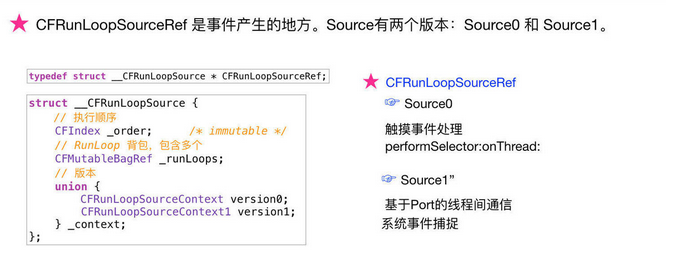 ★ CFRunLoopSourceRef 是事件产生的地方。Source有两个版本：Source0 和 Source1。
typedef struct __CFRunLoopSource * CFRunLoopSourceRef;
struct __CFRunLoopSource {
// 执行顺序
CFIndex _order; /* immutable */
// RunLoop 背包，包含多个
CFMutableBagRef _runLoops;
// 版本
union {
CFRunLoopSourceContext version0;
CFRunLoopSourceContext1 version1;
} _context;
};
★ CFRunLoopSourceRef
☞ Source0
触摸事件处理
performSelector:onThread:
☞ Source1”
基于Port的线程间通信
系统事件捕捉